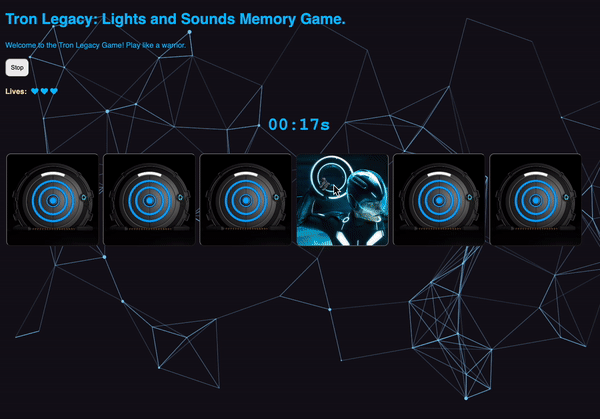 Tron Legacy: Lights and Sounds Memory Game.
Welcome to the Tron Legacy Game! Play like a warrior.
Stop
Lives:
00:17s